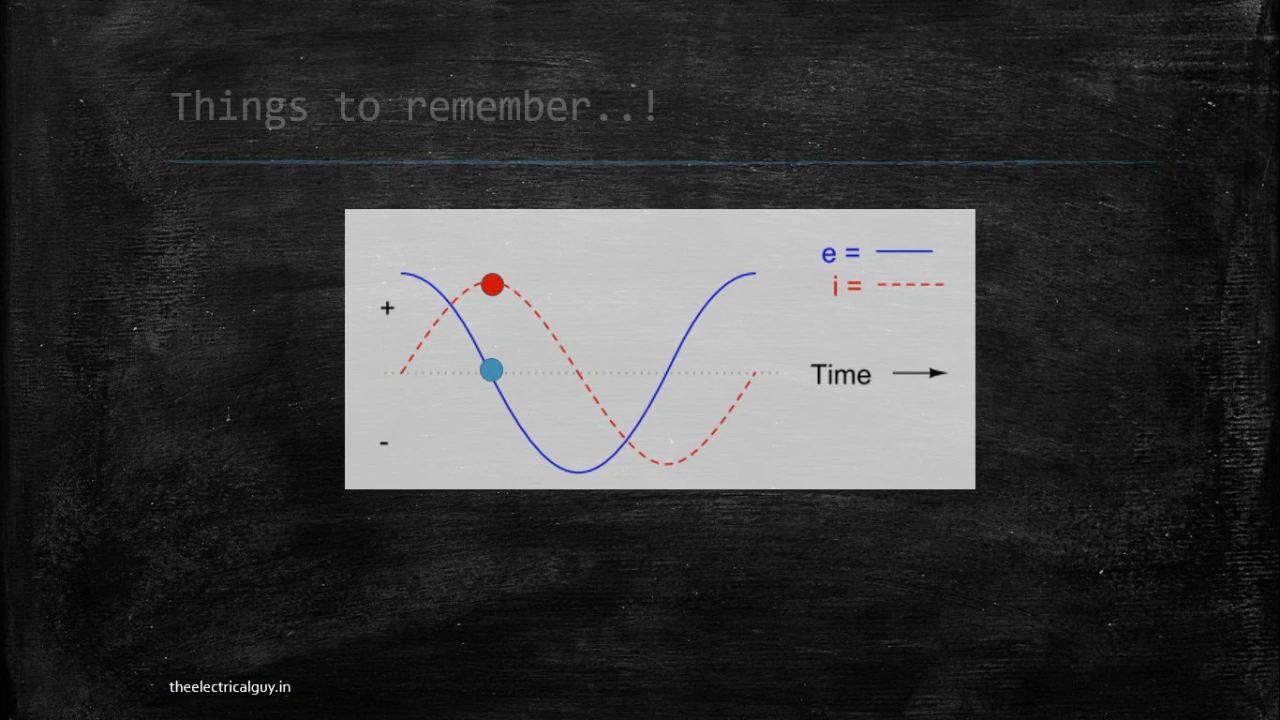 Things to remember..!
e =
i =
+
Time
-
theelectricalguy.in